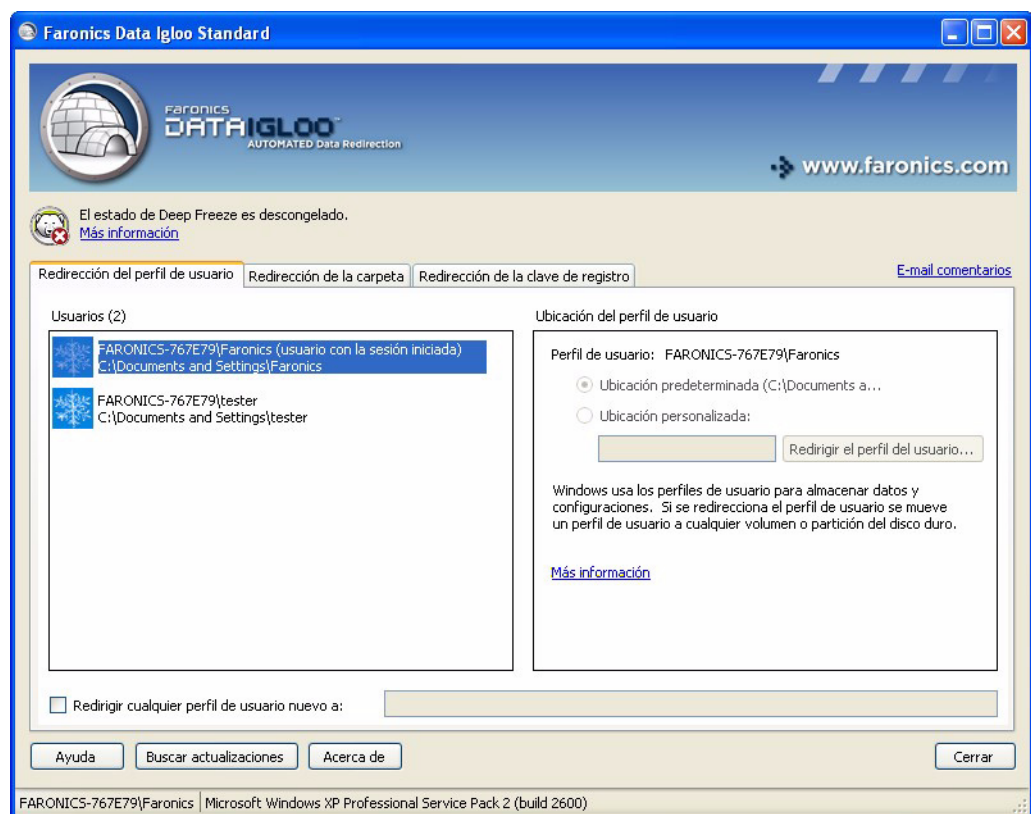 Faronics Data Igloo Standard
Faronics
DATA IGLOO™
AUTOMATED Data Redirection
www.faronics.com
El estado de Deep Freeze es descongelado.
Más información
Redirección del perfil de usuario
Redirección de la carpeta
Redirección de la clave de registro
E-mail comentarios
Usuarios (2)
FARONICS-767E79\Faronics (usuario con la sesión iniciada)
C:\Documents and Settings\Faronics
FARONICS-767E79\tester
C:\Documents and Settings\tester
Ubicación del perfil de usuario
Perfil de usuario: FARONICS-767E79\Faronics
Ubicación predeterminada (C:\Documents a...
Ubicación personalizada:
Redirigir el perfil del usuario...
Windows usa los perfiles de usuario para almacenar datos y
configuraciones. Si se redirecciona el perfil de usuario se mueve
un perfil de usuario a cualquier volumen o partición del disco duro.
Más información
Redirigir cualquier perfil de usuario nuevo a:
Ayuda
Buscar actualizaciones
Acerca de
Cerrar
FARONICS-767E79\Faronics
Microsoft Windows XP Professional Service Pack 2 (build 2600)